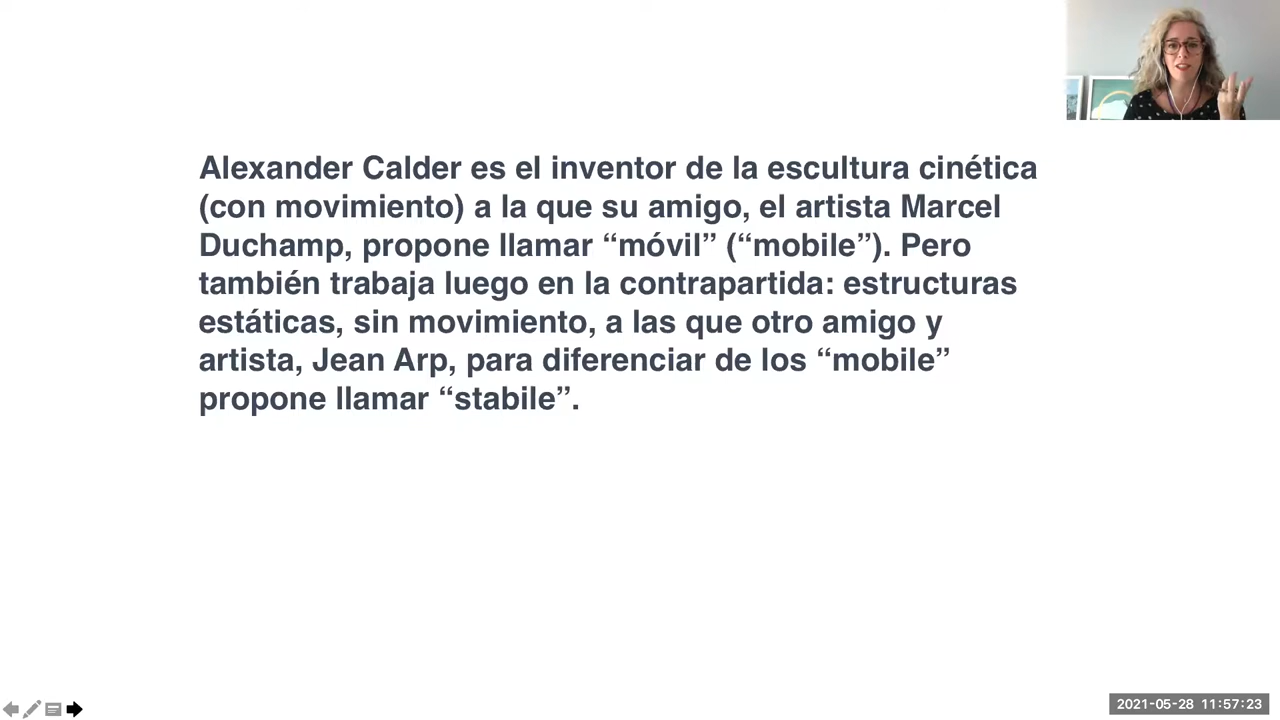 Alexander Calder es el inventor de la escultura cinética
(con movimiento) a la que su amigo, el artista Marcel
Duchamp, propone llamar “móvil” (“mobile”). Pero
también trabaja luego en la contrapartida: estructuras
estáticas, sin movimiento, a las que otro amigo y
artista, Jean Arp, para diferenciar de los “mobile”
propone llamar “stabile”.
2021-05-28 11:57:23